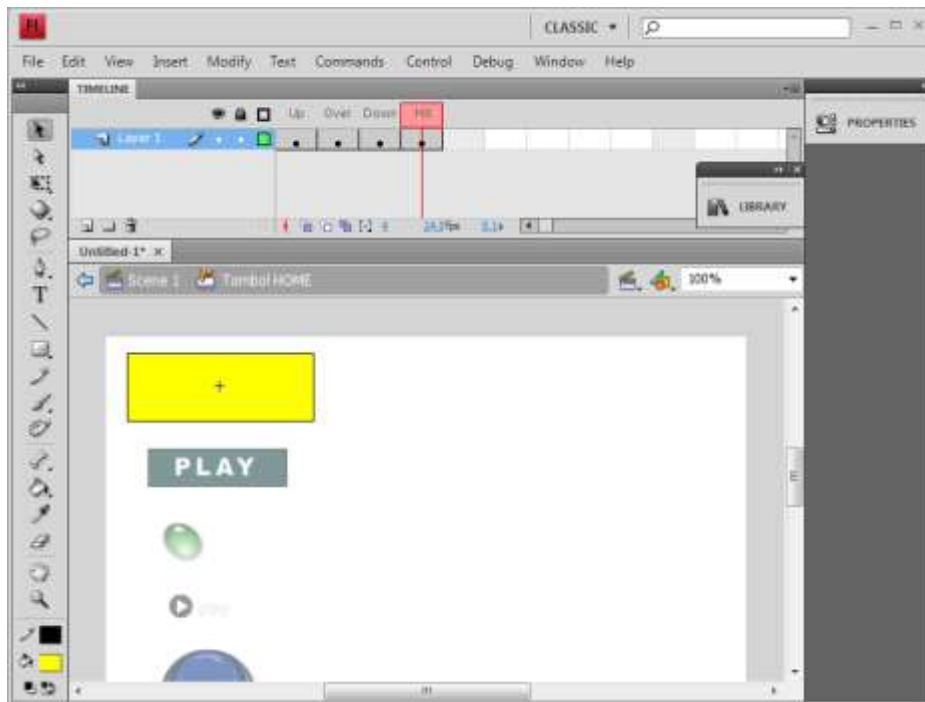 FL
CLASSIC
File Edit View Insert Modify Text Commands Control Debug Window Help
TIMELINE
Up Over Down Hit
Layer 1
PROPERTIES
LIBRARY
Untitled-1*
Scene 1 Tombol HOME 100%
PLAY